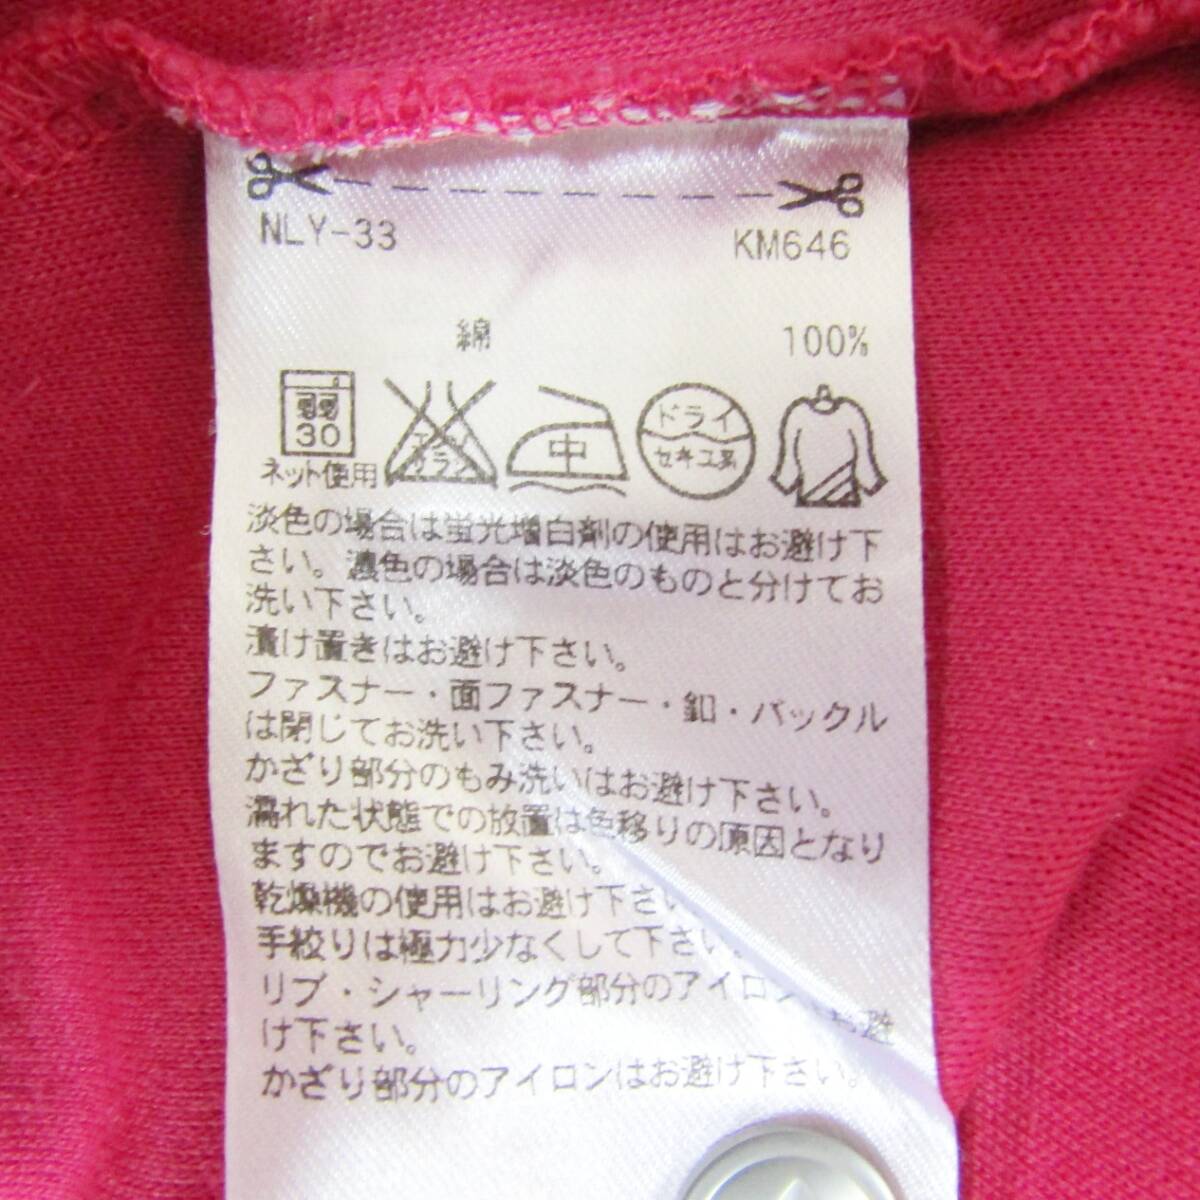 NLY-33 KM646
綿 100%
弱 30 エンソサラシ 中 ドライ セキユ系
ネット使用
淡色の場合は蛍光増白剤の使用はお避け下
さい。濃色の場合は淡色のものと分けてお
洗い下さい。
漬け置きはお避け下さい。
ファスナー・面ファスナー・釦・バックル
は閉じてお洗い下さい。
かざり部分のもみ洗いはお避け下さい。
濡れた状態での放置は色移りの原因となり
ますのでお避け下さい。
乾燥機の使用はお避け下さい
手絞りは極力少なくして下さい。
リブ・シャーリング部分のアイロン お避
け下さい。
かざり部分のアイロンはお避け下さい。